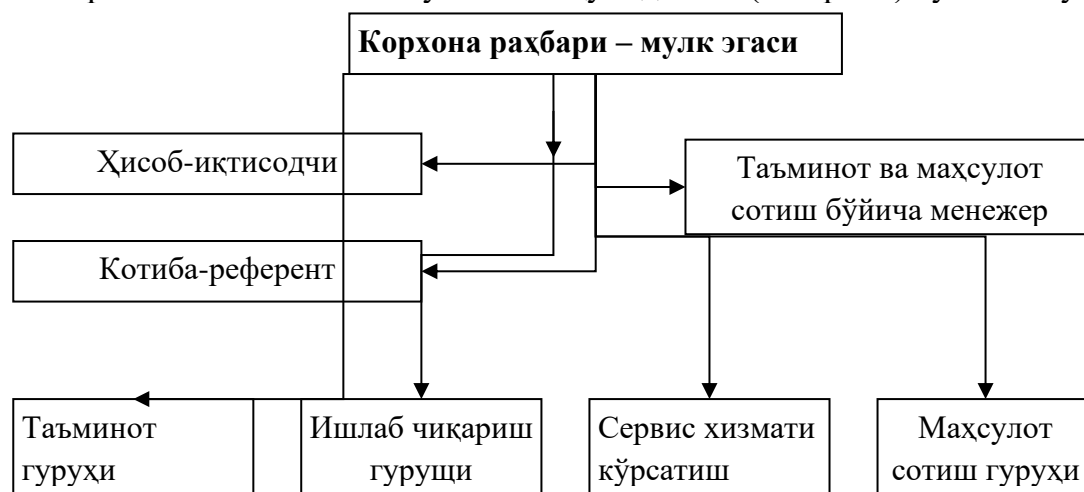 Корхона раҳбари – мулк эгаси
Ҳисоб-иқтисодчи
Таъминот ва маҳсулот
сотиш бўйича менежер
Котиба-референт
Таъминот
гуруҳи
Ишлаб чиқариш
гурущи
Сервис хизмати
кўрсатиш
Маҳсулот
сотиш гуруҳи